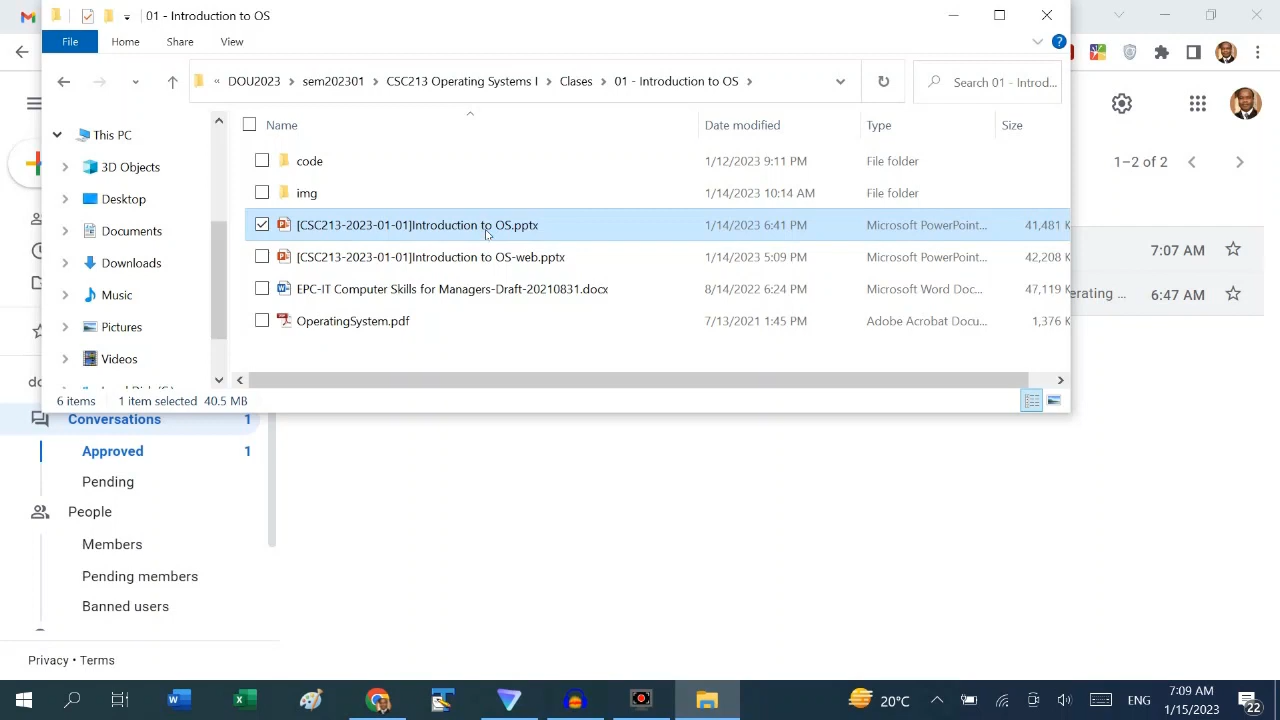 01 - Introduction to OS
File Home Share View
« DOU2023 › sem202301 › CSC213 Operating Systems I › Clases › 01 - Introduction to OS ›
Search 01 - Introd...
Name Date modified Type Size
This PC
3D Objects
Desktop
Documents
Downloads
Music
Pictures
Videos
code 1/12/2023 9:11 PM File folder
img 1/14/2023 10:14 AM File folder
[CSC213-2023-01-01]Introduction to OS.pptx 1/14/2023 6:41 PM Microsoft PowerPoint... 41,481 K
[CSC213-2023-01-01]Introduction to OS-web.pptx 1/14/2023 5:09 PM Microsoft PowerPoint... 42,208 K
EPC-IT Computer Skills for Managers-Draft-20210831.docx 8/14/2022 6:24 PM Microsoft Word Doc... 47,119 K
OperatingSystem.pdf 7/13/2021 1:45 PM Adobe Acrobat Docu... 1,376 K
6 items 1 item selected 40.5 MB
1–2 of 2
7:07 AM
erating ... 6:47 AM
Conversations 1
Approved 1
Pending
People
Members
Pending members
Banned users
Privacy • Terms
20°C
ENG
7:09 AM
1/15/2023
22